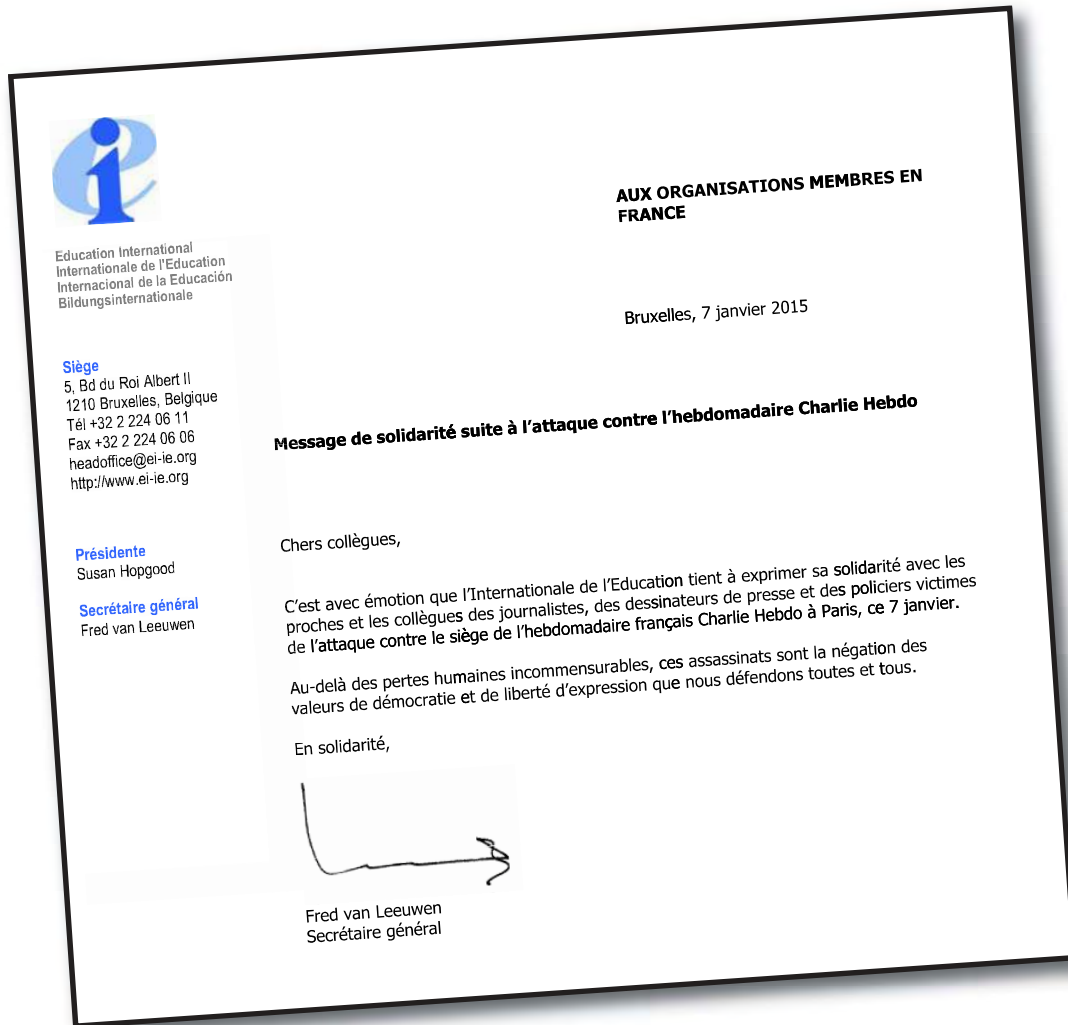 Education International
Internationale de l'Education
Internacional de la Educación
Bildungsinternationale
Siège
5, Bd du Roi Albert II
1210 Bruxelles, Belgique
Tél +32 2 224 06 11
Fax +32 2 224 06 06
headoffice@ei-ie.org
http://www.ei-ie.org
Présidente
Susan Hopgood
Secrétaire général
Fred van Leeuwen
AUX ORGANISATIONS MEMBRES EN
FRANCE
Bruxelles, 7 janvier 2015
Message de solidarité suite à l'attaque contre l'hebdomadaire Charlie Hebdo
Chers collègues,
C'est avec émotion que l'Internationale de l'Education tient à exprimer sa solidarité avec les
proches et les collègues des journalistes, des dessinateurs de presse et des policiers victimes
de l'attaque contre le siège de l'hebdomadaire français Charlie Hebdo à Paris, ce 7 janvier.
Au-delà des pertes humaines incommensurables, ces assassinats sont la négation des
valeurs de démocratie et de liberté d'expression que nous défendons toutes et tous.
En solidarité,
Fred van Leeuwen
Secrétaire général